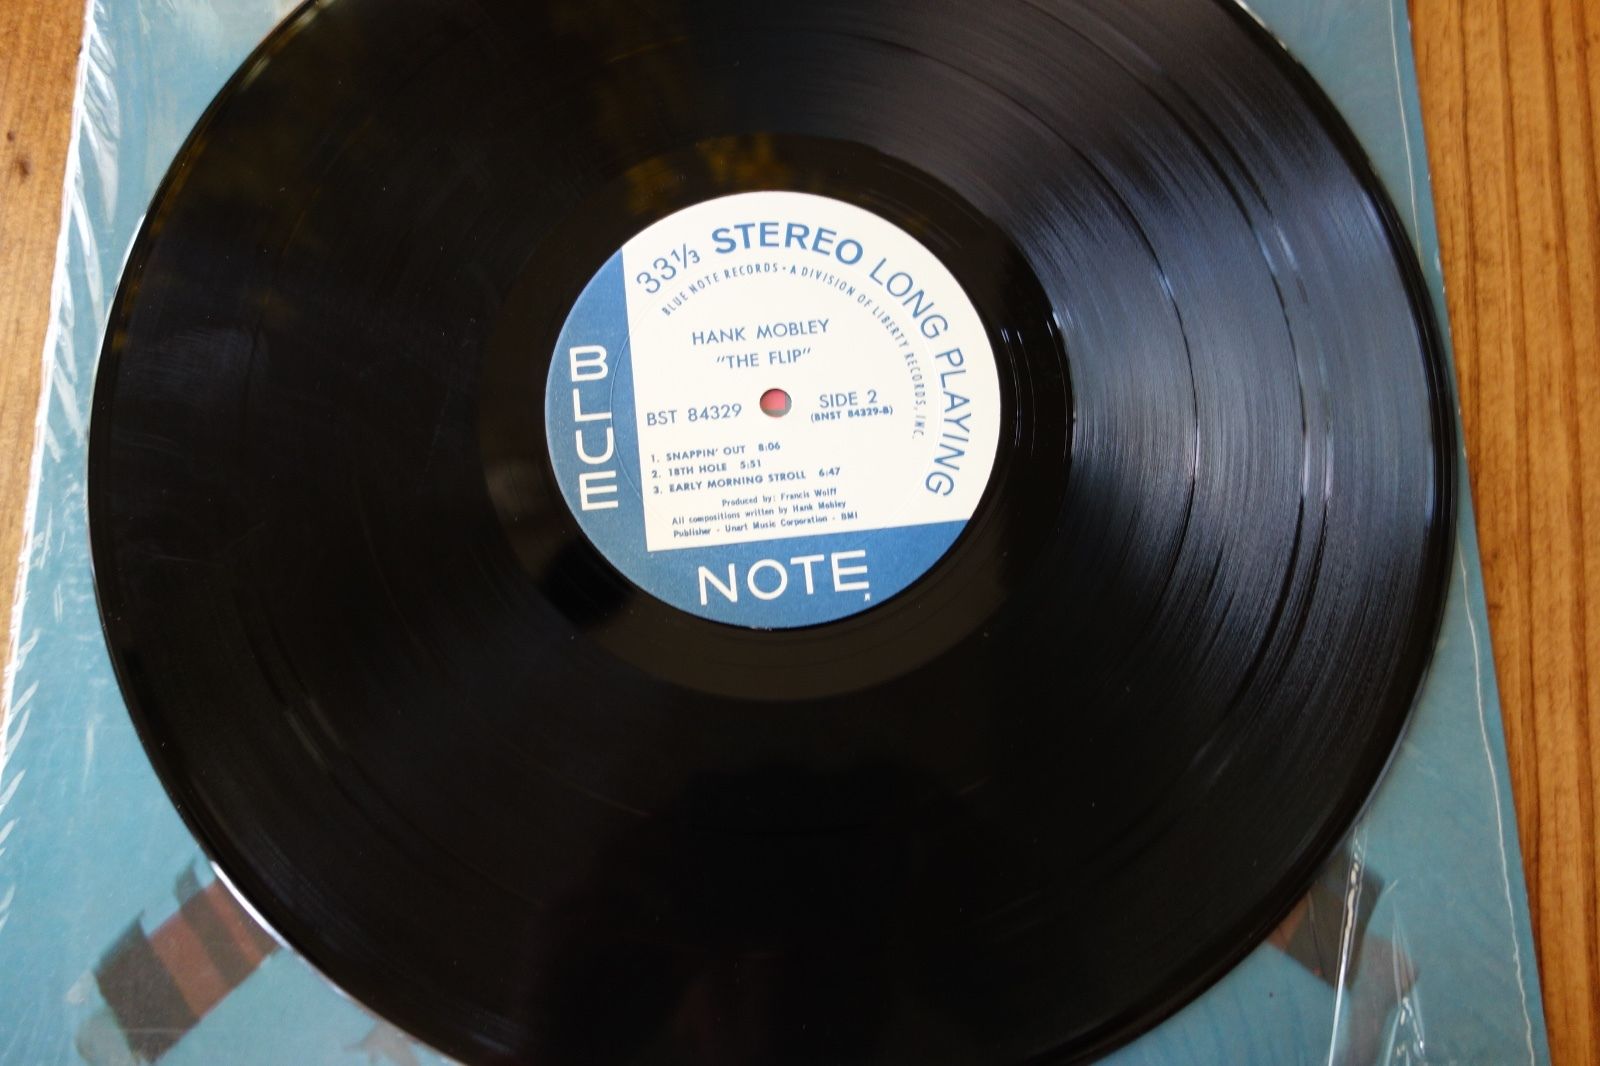 33⅓ STEREO LONG PLAYING
BLUE NOTE RECORDS • A DIVISION OF LIBERTY RECORDS, INC.
HANK MOBLEY
"THE FLIP"
BST 84329
SIDE 2
(BNST 84329-B)
1. SNAPPIN' OUT 8:06
2. 18TH HOLE 5:51
3. EARLY MORNING STROLL 6:47
Produced by: Francis Wolff
All compositions written by Hank Mobley
Publisher - Unart Music Corporation - BMI
BLUE
NOTE